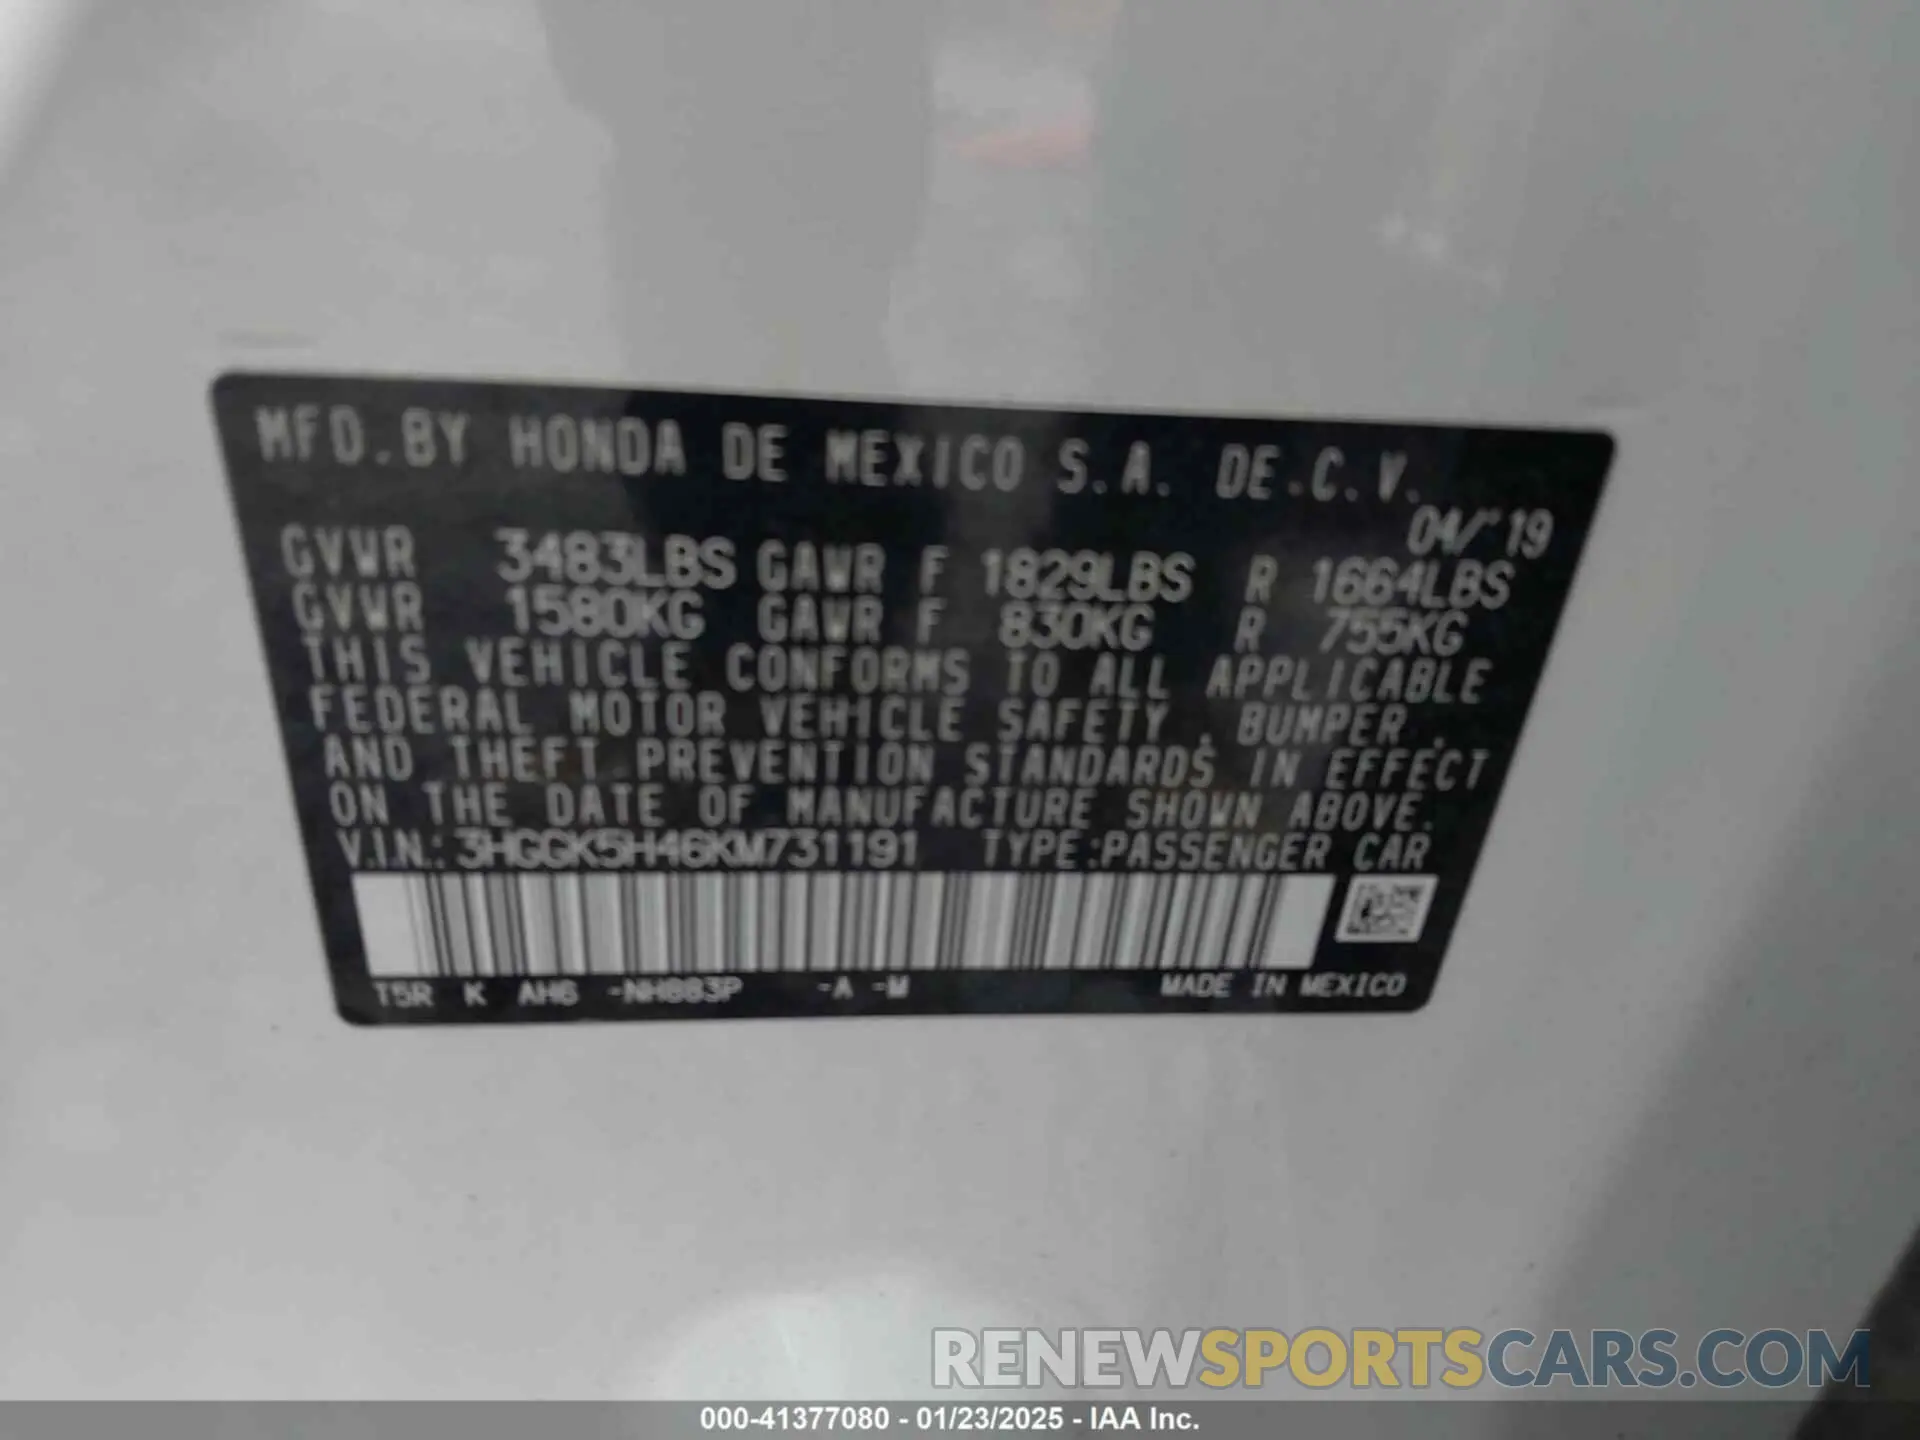 MFD.BY HONDA DE MEXICO S.A. DE.C.V.
04/"19
GVWR 3483LBS GAWR F 1829LBS R 1664LBS
GVWR 1580KG GAWR F 830KG R 755KG
THIS VEHICLE CONFORMS TO ALL APPLICABLE
FEDERAL MOTOR VEHICLE SAFETY, BUMPER,
AND THEFT PREVENTION STANDARDS IN EFFECT
ON THE DATE OF MANUFACTURE SHOWN ABOVE.
V.I.N.: 3HGGK5H46KM731191 TYPE:PASSENGER CAR
T5R K AH6 -NH883P -A -M MADE IN MEXICO
RENEWSPORTSCARS.COM
000-41377080 - 01/23/2025 - IAA Inc.